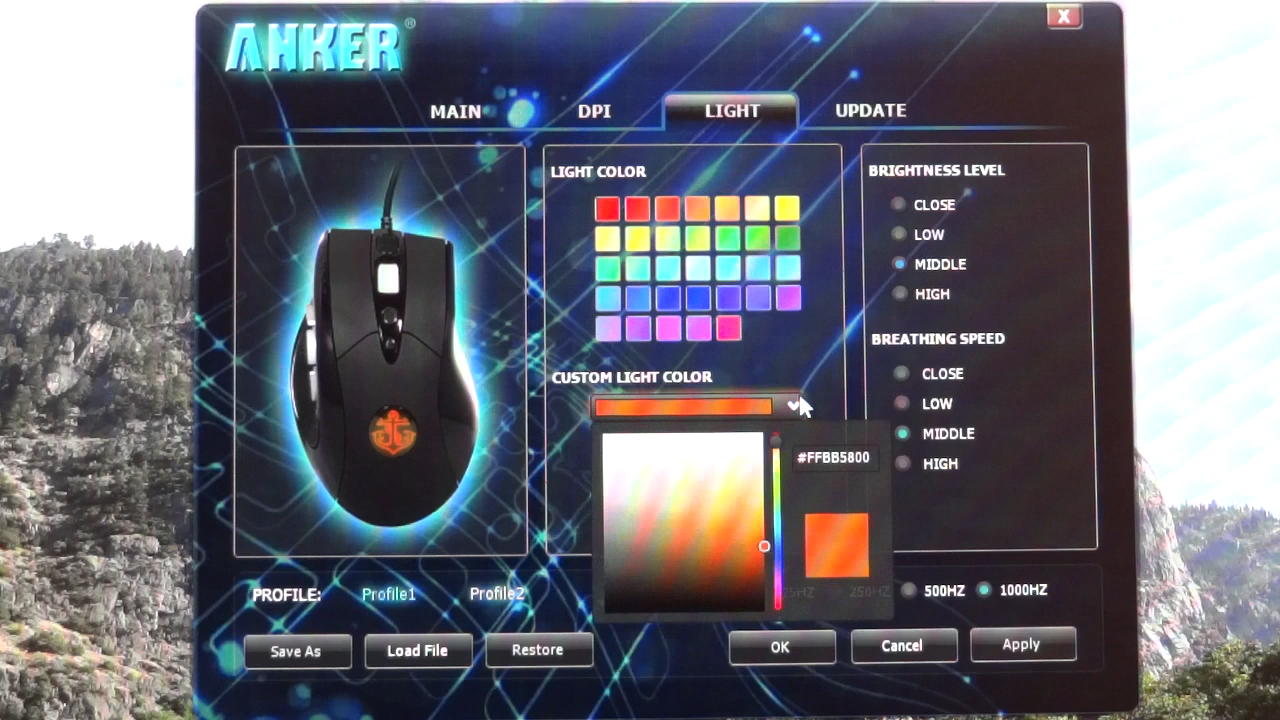 ANKER®
X
MAIN
DPI
LIGHT
UPDATE
LIGHT COLOR
CUSTOM LIGHT COLOR
#FFBB5800
BRIGHTNESS LEVEL
CLOSE
LOW
MIDDLE
HIGH
BREATHING SPEED
CLOSE
LOW
MIDDLE
HIGH
PROFILE: Profile1 Profile2
250HZ 500HZ 1000HZ
Save As Load File Restore OK Cancel Apply